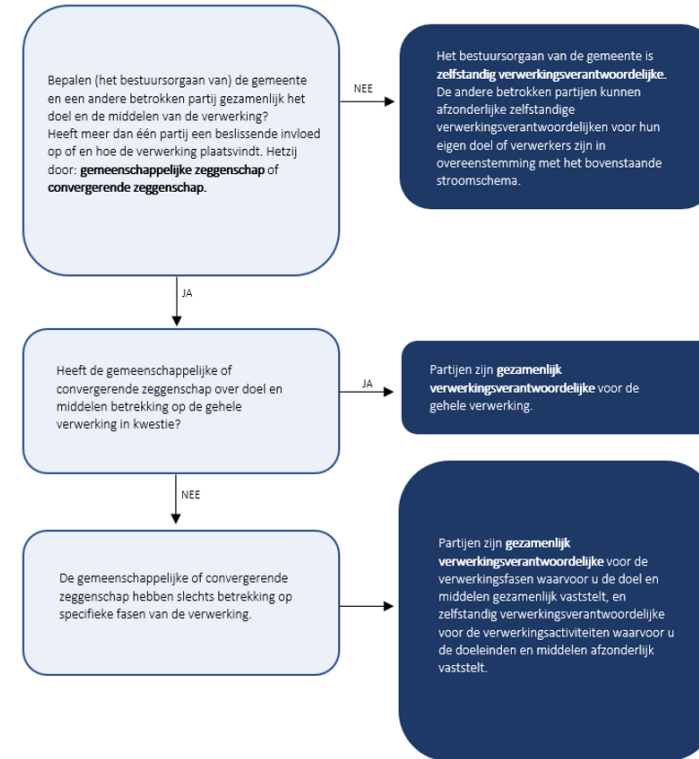 Bepalen (het bestuursorgaan van) de gemeente
en een andere betrokken partij gezamenlijk het
doel en de middelen van de verwerking?
Heeft meer dan één partij een beslissende invloed
op of en hoe de verwerking plaatsvindt. Hetzij
door: gemeenschappelijke zeggenschap of
convergerende zeggenschap.
NEE
Het bestuursorgaan van de gemeente is
zelfstandig verwerkingsverantwoordelijke.
De andere betrokken partijen kunnen
afzonderlijke zelfstandige
verwerkingsverantwoordelijken voor hun
eigen doel of verwerkers zijn in
overeenstemming met het bovenstaande
stroomschema.
JA
Heeft de gemeenschappelijke of
convergerende zeggenschap over doel en
middelen betrekking op de gehele
verwerking in kwestie?
JA
Partijen zijn gezamenlijk
verwerkingsverantwoordelijke voor de
gehele verwerking.
NEE
De gemeenschappelijke of convergerende
zeggenschap hebben slechts betrekking op
specifieke fasen van de verwerking.
Partijen zijn gezamenlijk
verwerkingsverantwoordelijke voor de
verwerkingsfasen waarvoor u de doel en
middelen gezamenlijk vaststelt, en
zelfstandig verwerkingsverantwoordelijke
voor de verwerkingsactiviteiten waarvoor u
de doeleinden en middelen afzonderlijk
vaststelt.